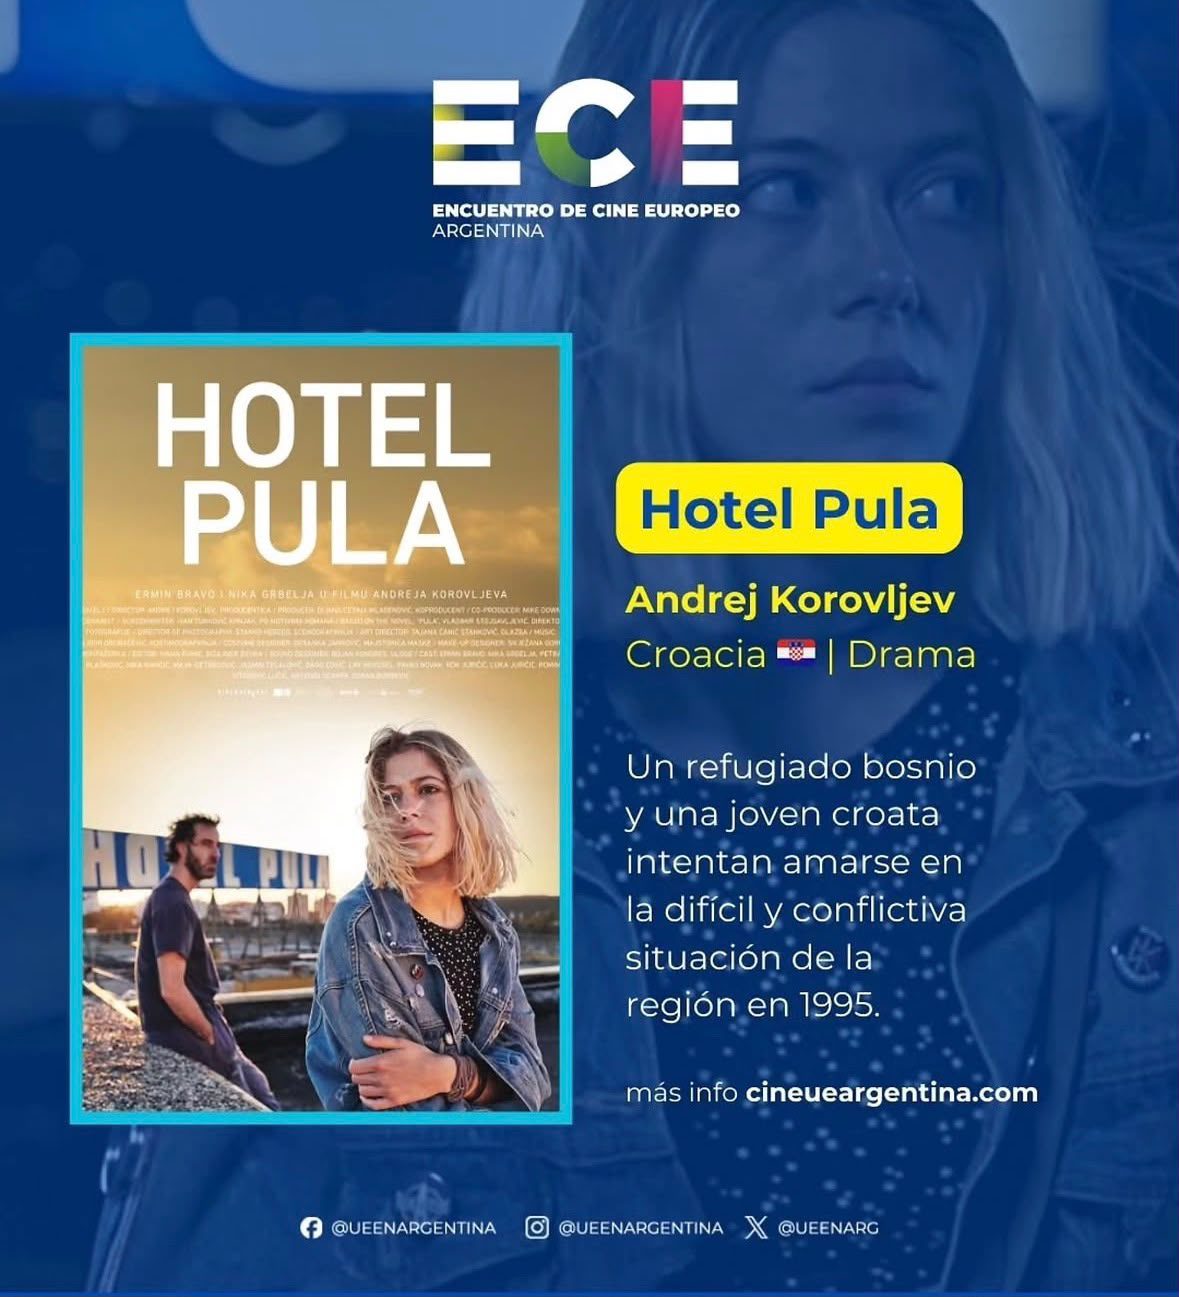 ECE
ENCUENTRO DE CINE EUROPEO
ARGENTINA
HOTEL
PULA
ERMIN BRAVO I NIKA GRBELJA U FILMU ANDREJA KOROVLJEVA
HOTEL PULA
Hotel Pula
Andrej Korovljev
Croacia | Drama
Un refugiado bosnio
y una joven croata
intentan amarse en
la difícil y conflictiva
situación de la
región en 1995.
más info cineueargentina.com
@UEENARGENTINA @UEENARGENTINA @UEENARG